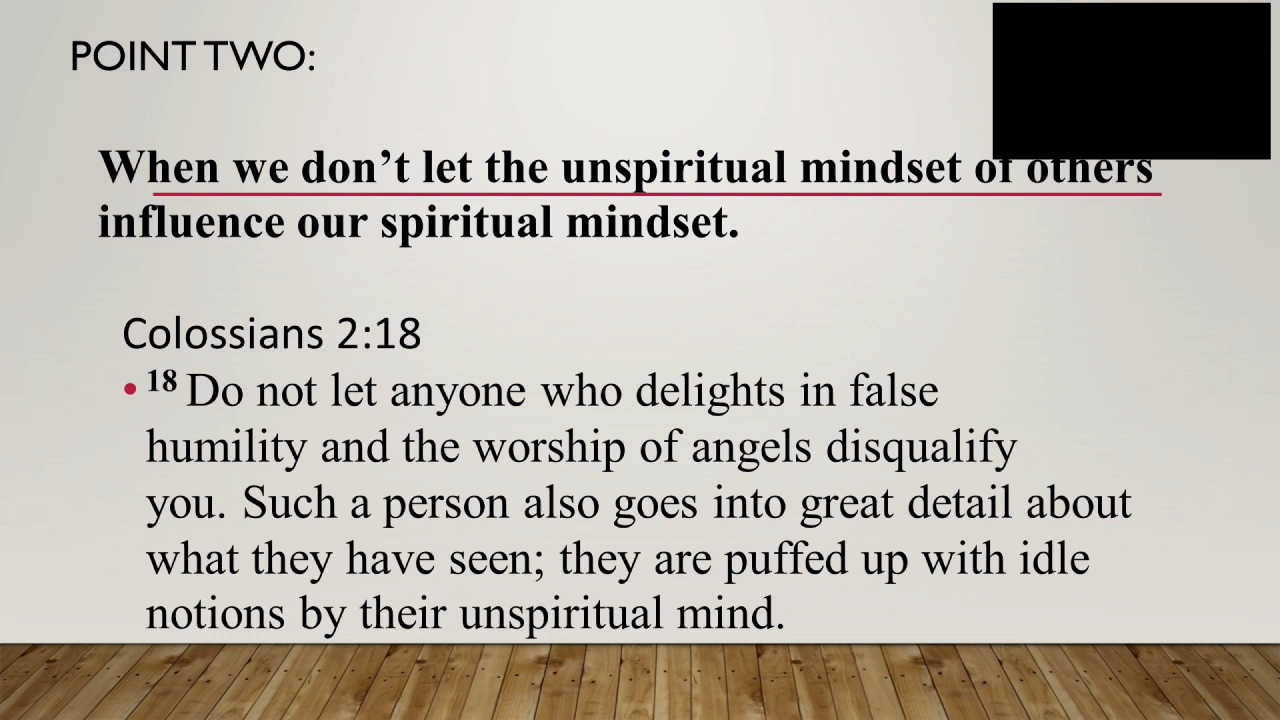 POINT TWO:
When we don’t let the unspiritual mindset of others
influence our spiritual mindset.
Colossians 2:18
• 18 Do not let anyone who delights in false
humility and the worship of angels disqualify
you. Such a person also goes into great detail about
what they have seen; they are puffed up with idle
notions by their unspiritual mind.